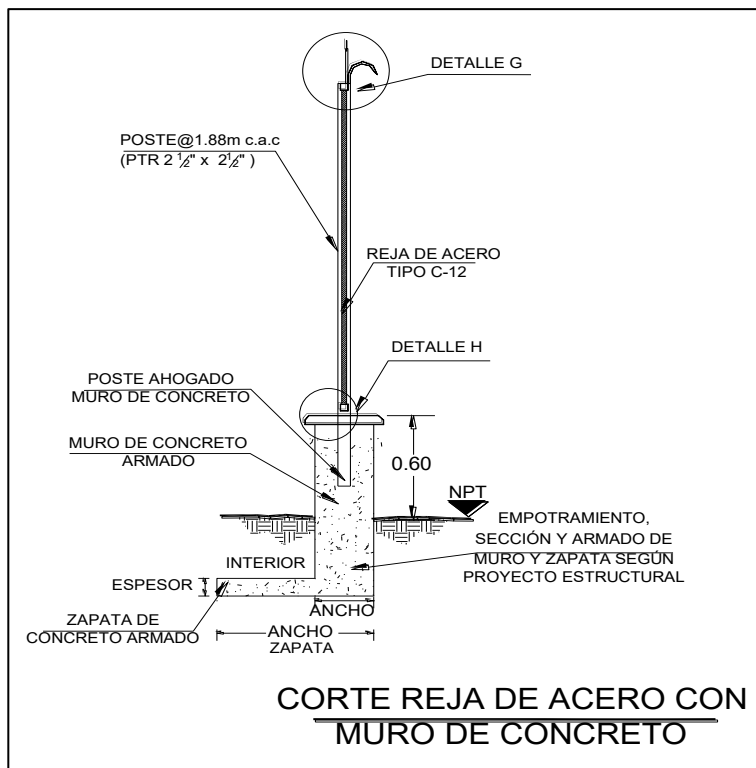 DETALLE G
POSTE@1.88m c.a.c
(PTR 2 ½" x 2½" )
REJA DE ACERO
TIPO C-12
DETALLE H
POSTE AHOGADO
MURO DE CONCRETO
MURO DE CONCRETO
ARMADO
0.60
NPT
EMPOTRAMIENTO,
SECCIÓN Y ARMADO DE
MURO Y ZAPATA SEGÚN
PROYECTO ESTRUCTURAL
INTERIOR
ESPESOR
ANCHO
ZAPATA DE
CONCRETO ARMADO
ANCHO
ZAPATA
CORTE REJA DE ACERO CON
MURO DE CONCRETO